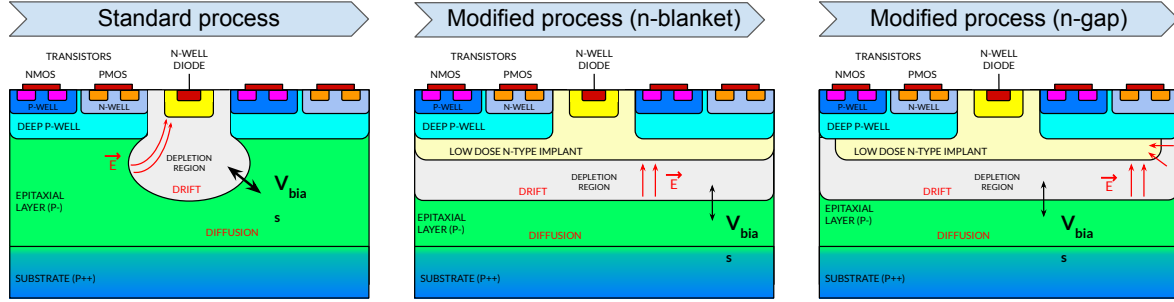 Standard process
TRANSISTORS
N-WELL
DIODE
NMOS
PMOS
P-WELL
N-WELL
DEEP P-WELL
E
DEPLETION
REGION
DRIFT
V
bia
s
EPITAXIAL
LAYER (P-)
DIFFUSION
SUBSTRATE (P++)
Modified process (n-blanket)
TRANSISTORS
N-WELL
DIODE
NMOS
PMOS
P-WELL
N-WELL
DEEP P-WELL
LOW DOSE N-TYPE IMPLANT
DEPLETION
REGION
E
DRIFT
EPITAXIAL
LAYER (P-)
V
bia
s
DIFFUSION
SUBSTRATE (P++)
Modified process (n-gap)
TRANSISTORS
N-WELL
DIODE
NMOS
PMOS
P-WELL
N-WELL
DEEP P-WELL
LOW DOSE N-TYPE IMPLANT
DEPLETION
REGION
E
DRIFT
EPITAXIAL
LAYER (P-)
V
bia
s
DIFFUSION
SUBSTRATE (P++)